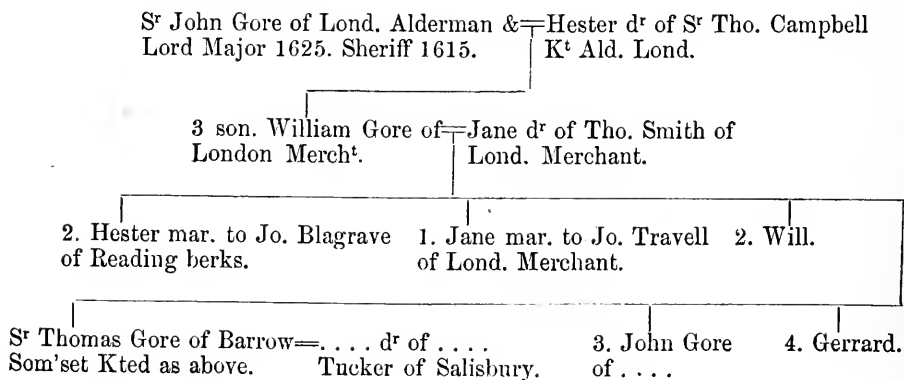 Sʳ John Gore of Lond. Alderman & = Hester dʳ of Sʳ Tho. Campbell
Lord Major 1625. Sheriff 1615. Kᵗ Ald. Lond.
3 son. William Gore of = Jane dʳ of Tho. Smith of
London Merchᵗ. Lond. Merchant.
2. Hester mar. to Jo. Blagrave 1. Jane mar. to Jo. Travell 2. Will.
of Reading berks. of Lond. Merchant.
Sʳ Thomas Gore of Barrow = . . . . dʳ of . . . . 3. John Gore 4. Gerrard.
Som'set Kted as above. Tucker of Salisbury. of . . . .